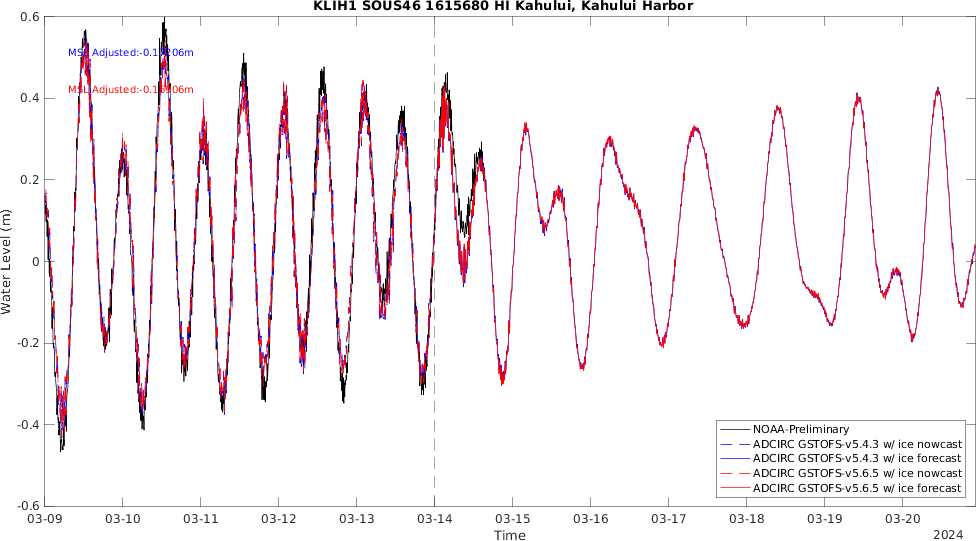 KLIH1 SOUS46 1615680 HI Kahului, Kahului Harbor
Water Level (m)
0.6
0.4
0.2
0
-0.2
-0.4
-0.6
MSL Adjusted:
MSL Adjusted:
NOAA-Preliminary
ADCIRC GSTOFS-v5.4.3 w/ ice nowcast
ADCIRC GSTOFS-v5.4.3 w/ ice forecast
ADCIRC GSTOFS-v5.6.5 w/ ice nowcast
ADCIRC GSTOFS-v5.6.5 w/ ice forecast
03-09 03-10 03-11 03-12 03-13 03-14 03-15 03-16 03-17 03-18 03-19 03-20
Time
2024